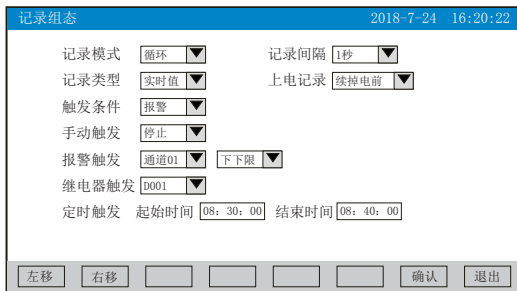 记录组态 2018-7-24 16:20:22
记录模式 循环 记录间隔 1秒
记录类型 实时值 上电记录 续掉电前
触发条件 报警
手动触发 停止
报警触发 通道01 下下限
继电器触发 D001
定时触发 起始时间 08: 30: 00 结束时间 08: 40: 00
左移 右移 确认 退出